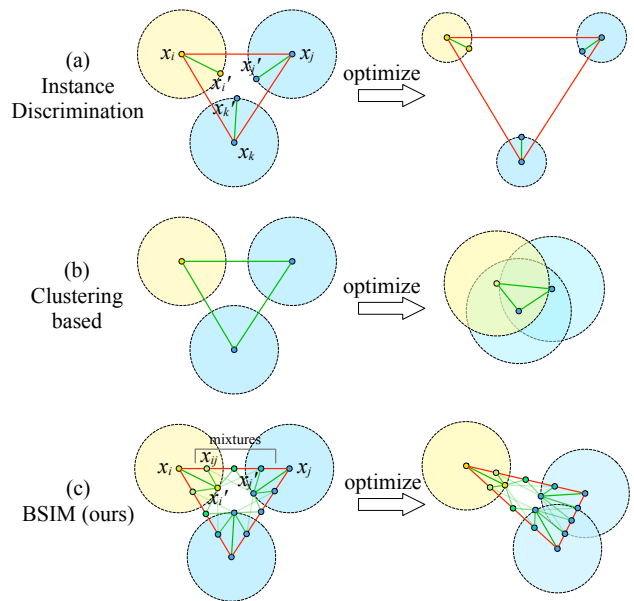 (a)
Instance
Discrimination
x_i
x_j
x_i'
x_j'
x_k'
x_k
optimize
(b)
Clustering
based
optimize
mixtures
x_i
x_ij
x_j
x_i'
x_j'
(c)
BSIM (ours)
optimize